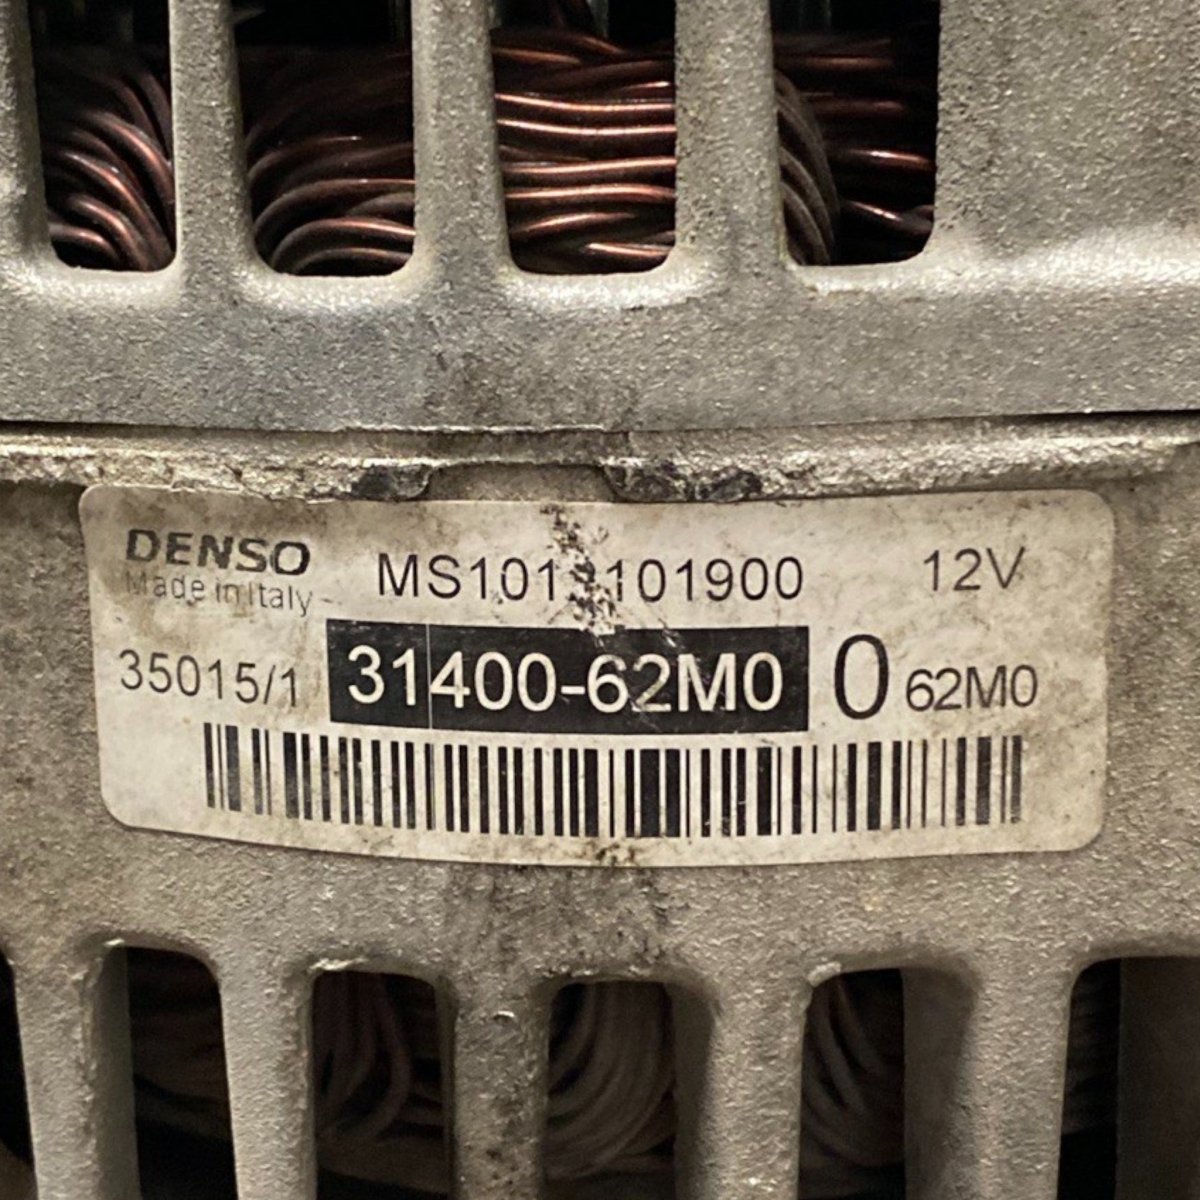 DENSO MS101 101900 12V
Made in Italy
35015/1 31400-62M0 0 62M0